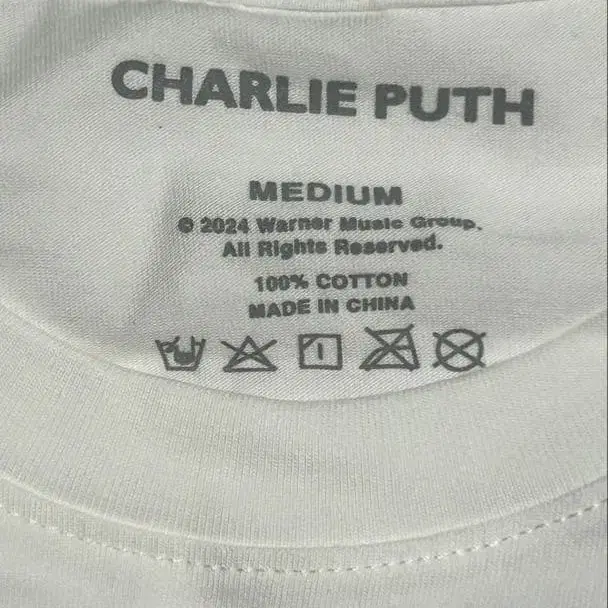 CHARLIE PUTH
MEDIUM
© 2024 Warner Music Group.
All Rights Reserved.
100% COTTON
MADE IN CHINA